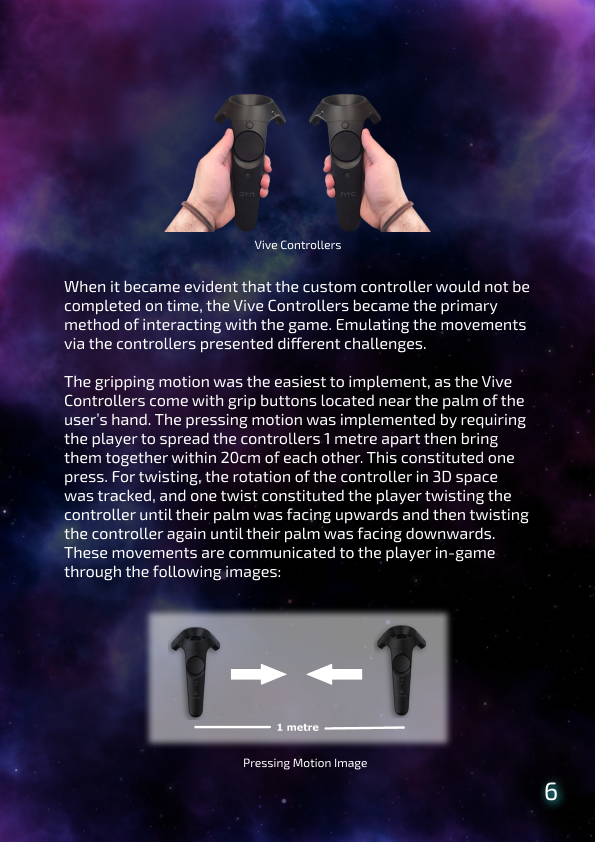 Vive Controllers
When it became evident that the custom controller would not be
completed on time, the Vive Controllers became the primary
method of interacting with the game. Emulating the movements
via the controllers presented different challenges.
The gripping motion was the easiest to implement, as the Vive
Controllers come with grip buttons located near the palm of the
user's hand. The pressing motion was implemented by requiring
the player to spread the controllers 1 metre apart then bring
them together within 20cm of each other. This constituted one
press. For twisting, the rotation of the controller in 3D space
was tracked, and one twist constituted the player twisting the
controller until their palm was facing upwards and then twisting
the controller again until their palm was facing downwards.
These movements are communicated to the player in-game
through the following images:
1 metre
Pressing Motion Image
6